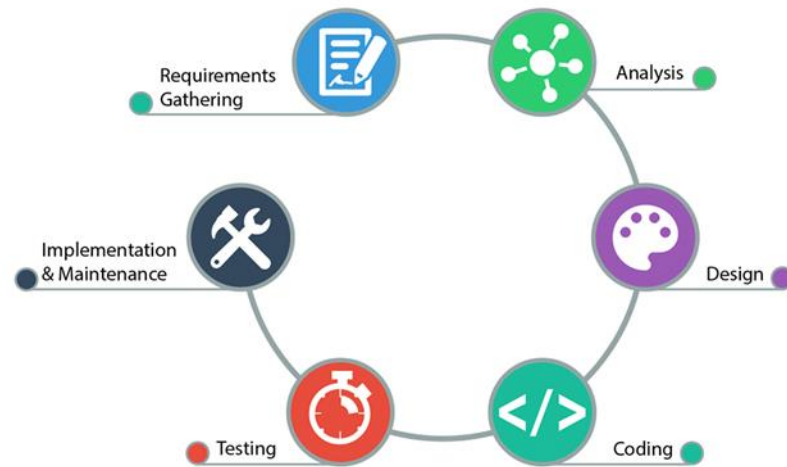 Requirements
Gathering
Analysis
Design
</>
Coding
Testing
Implementation
& Maintenance